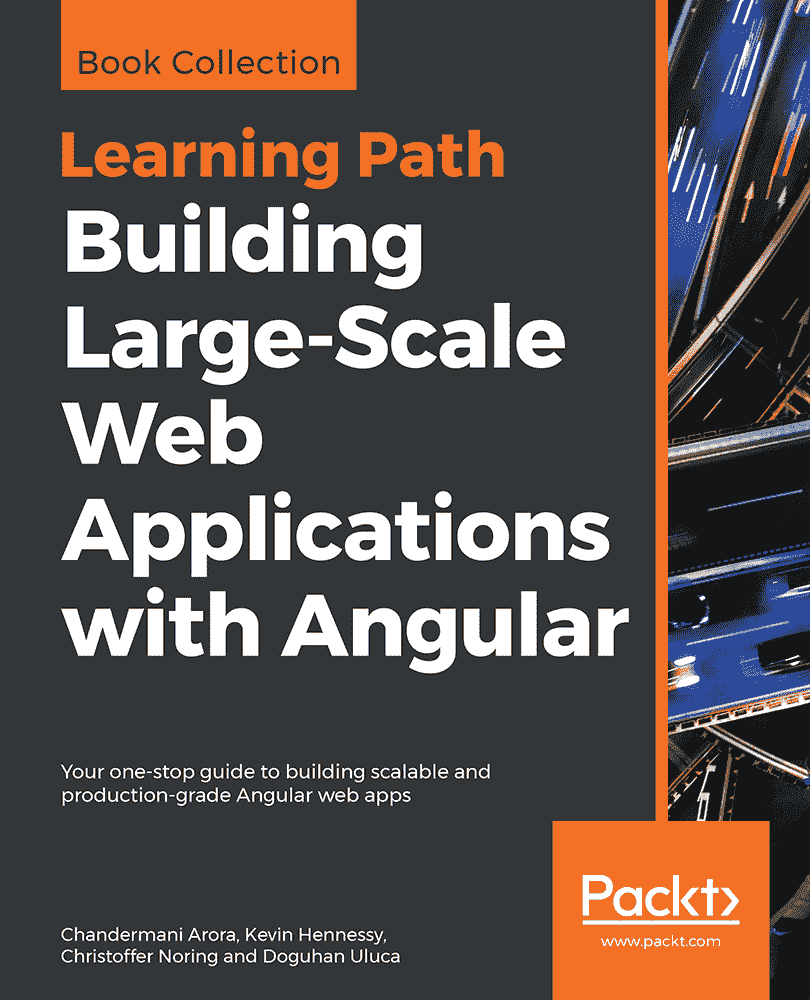 Book Collection
Learning Path
Building
Large-Scale
Web
Applications
with Angular
Your one-stop guide to building scalable and
production-grade Angular web apps
Chandermani Arora, Kevin Hennessy,
Christoffer Noring and Doguhan Uluca
Packt>
www.packt.com